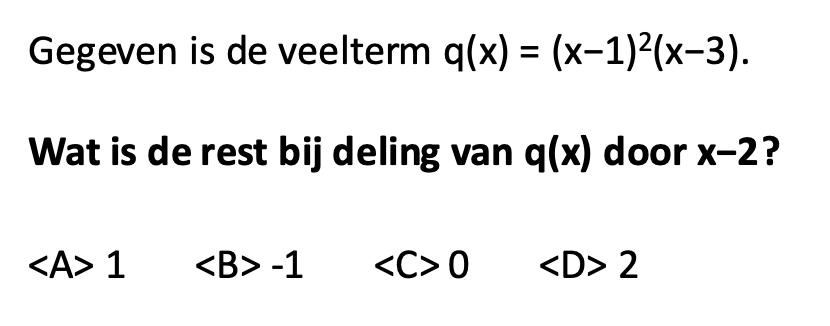 Gegeven is de veelterm q(x) = (x–1)²(x–3).
Wat is de rest bij deling van q(x) door x–2?
<A> 1 <B> -1 <C> 0 <D> 2